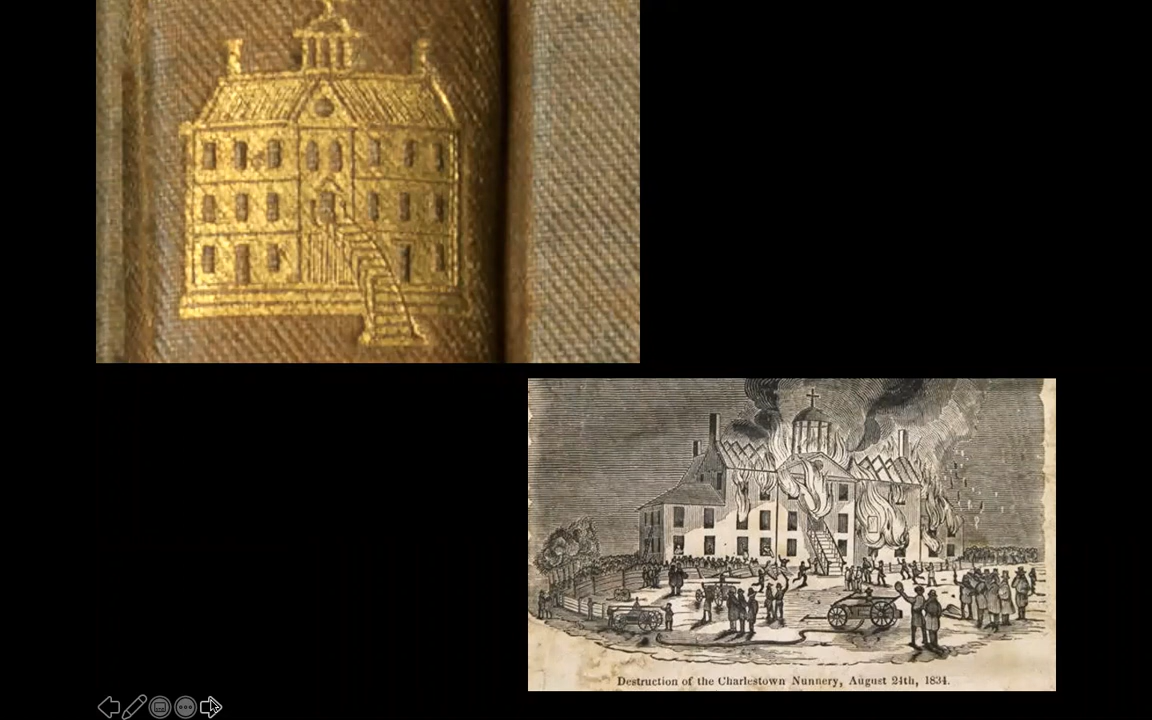 Destruction of the Charlestown Nunnery, August 24th, 1834.